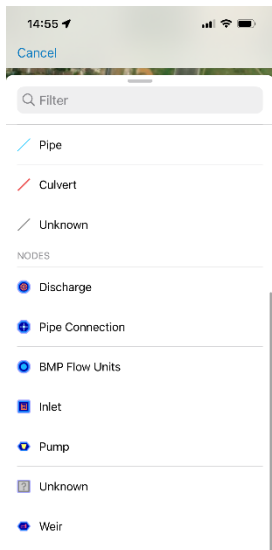 14:55
Cancel
Filter
Pipe
Culvert
Unknown
NODES
Discharge
Pipe Connection
BMP Flow Units
Inlet
Pump
?
Unknown
Weir